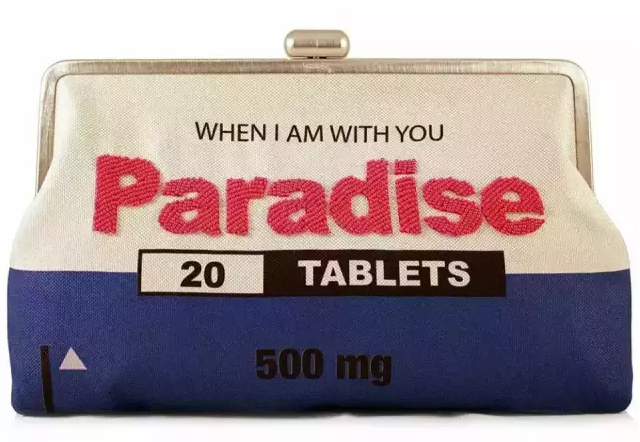 WHEN I AM WITH YOU
Paradise
20 TABLETS
500 mg